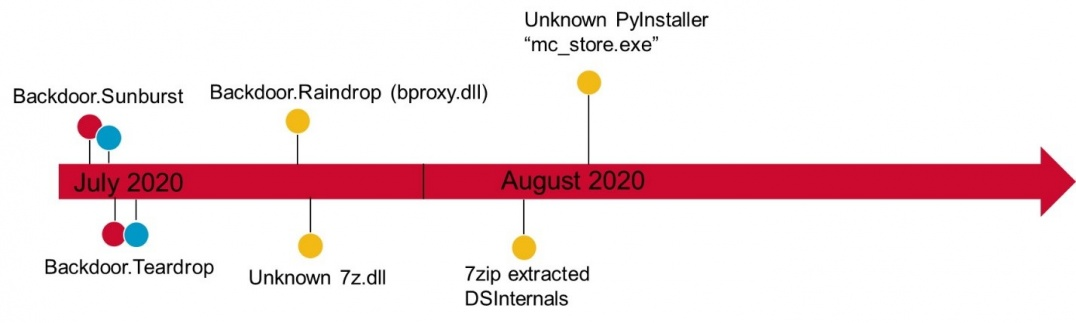 Unknown PyInstaller
“mc_store.exe”
Backdoor.Sunburst
Backdoor.Raindrop (bproxy.dll)
July 2020
August 2020
Backdoor.Teardrop
Unknown 7z.dll
7zip extracted
DSInternals